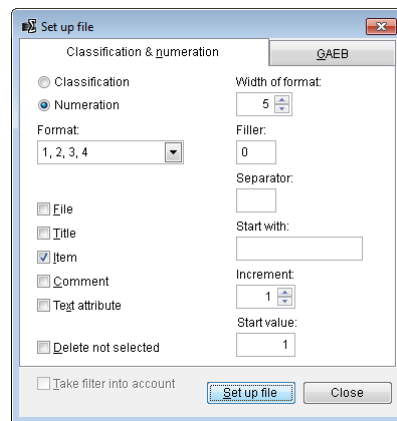 Set up file
Classification & numeration
GAEB
Classification
Numeration
Format:
1, 2, 3, 4
File
Title
Item
Comment
Text attribute
Delete not selected
Width of format:
5
Filler:
0
Separator:
Start with:
Increment:
1
Start value:
1
Take filter into account
Set up file
Close